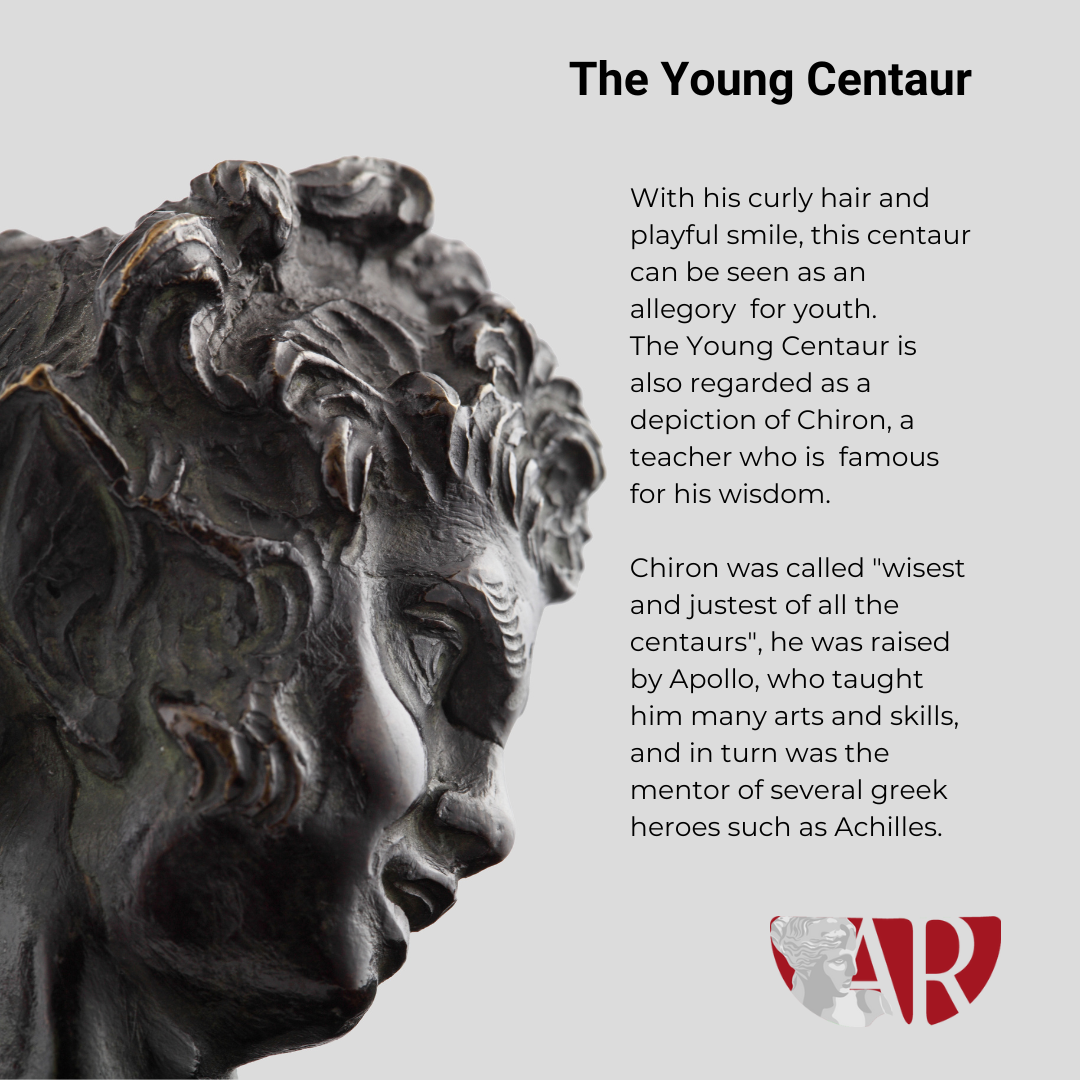 The Young Centaur
With his curly hair and
playful smile, this centaur
can be seen as an
allegory  for youth.
The Young Centaur is
also regarded as a
depiction of Chiron, a
teacher who is  famous
for his wisdom.
Chiron was called "wisest
and justest of all the
centaurs", he was raised
by Apollo, who taught
him many arts and skills,
and in turn was the
mentor of several greek
heroes such as Achilles.
AR